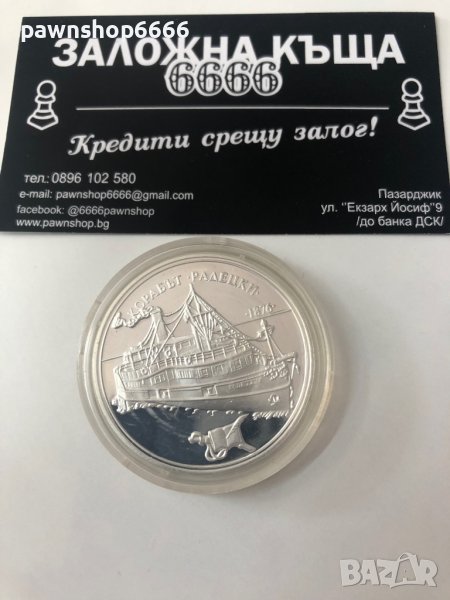 pawnshop6666
ЗАЛОЖНА КЪЩА
6666
Кредити срещу залог!
тел.: 0896 102 580
e-mail: pawnshop6666@gmail.com
facebook: @6666pawnshop
www.pawnshop.bg
Пазарджик
ул. "Екзарх Йосиф"9
/до банка ДСК/
КОРАБЪТ "РАДЕЦКИ"
·1876·
BAZAR